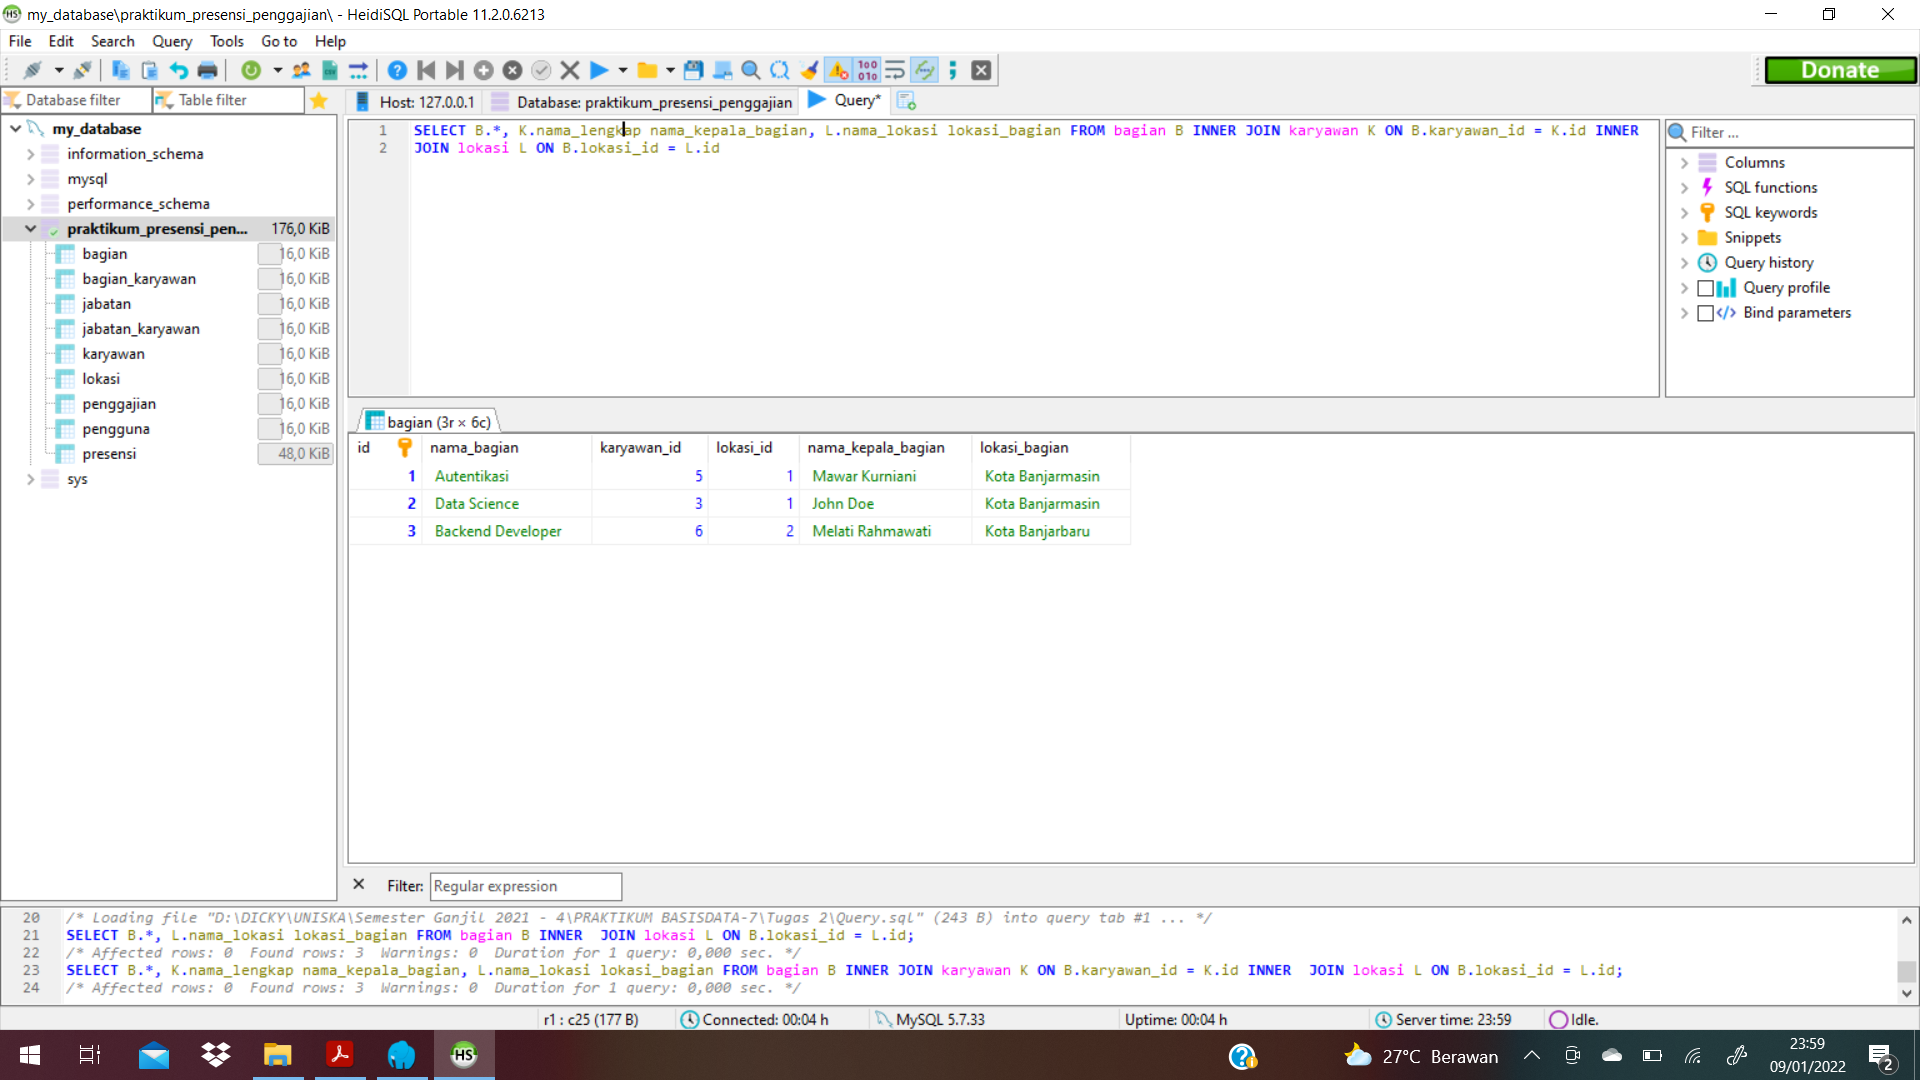 my_database\praktikum_presensi_penggajian\ - HeidiSQL Portable 11.2.0.6213
File Edit Search Query Tools Go to Help
Donate
Database filter Table filter Host: 127.0.0.1 Database: praktikum_presensi_penggajian Query*
my_database
information_schema
mysql
performance_schema
praktikum_presensi_pen... 176,0 KiB
bagian 16,0 KiB
bagian_karyawan 16,0 KiB
jabatan 16,0 KiB
jabatan_karyawan 16,0 KiB
karyawan 16,0 KiB
lokasi 16,0 KiB
penggajian 16,0 KiB
pengguna 16,0 KiB
presensi 48,0 KiB
sys
1 SELECT B.*, K.nama_lengkap nama_kepala_bagian, L.nama_lokasi lokasi_bagian FROM bagian B INNER JOIN karyawan K ON B.karyawan_id = K.id INNER
2 JOIN lokasi L ON B.lokasi_id = L.id
Filter ...
Columns
SQL functions
SQL keywords
Snippets
Query history
Query profile
Bind parameters
bagian (3r × 6c)
id nama_bagian karyawan_id lokasi_id nama_kepala_bagian lokasi_bagian
1 Autentikasi 5 1 Mawar Kurniani Kota Banjarmasin
2 Data Science 3 1 John Doe Kota Banjarmasin
3 Backend Developer 6 2 Melati Rahmawati Kota Banjarbaru
Filter: Regular expression
20 /* Loading file "D:\DICKY\UNISKA\Semester Ganjil 2021 - 4\PRAKTIKUM BASISDATA-7\Tugas 2\Query.sql" (243 B) into query tab #1 ... */
21 SELECT B.*, L.nama_lokasi lokasi_bagian FROM bagian B INNER  JOIN lokasi L ON B.lokasi_id = L.id;
22 /* Affected rows: 0  Found rows: 3  Warnings: 0  Duration for 1 query: 0,000 sec. */
23 SELECT B.*, K.nama_lengkap nama_kepala_bagian, L.nama_lokasi lokasi_bagian FROM bagian B INNER JOIN karyawan K ON B.karyawan_id = K.id INNER  JOIN lokasi L ON B.lokasi_id = L.id;
24 /* Affected rows: 0  Found rows: 3  Warnings: 0  Duration for 1 query: 0,000 sec. */
r1 : c25 (177 B) Connected: 00:04 h MySQL 5.7.33 Uptime: 00:04 h Server time: 23:59 Idle.
HS 27°C Berawan 23:59
09/01/2022 2